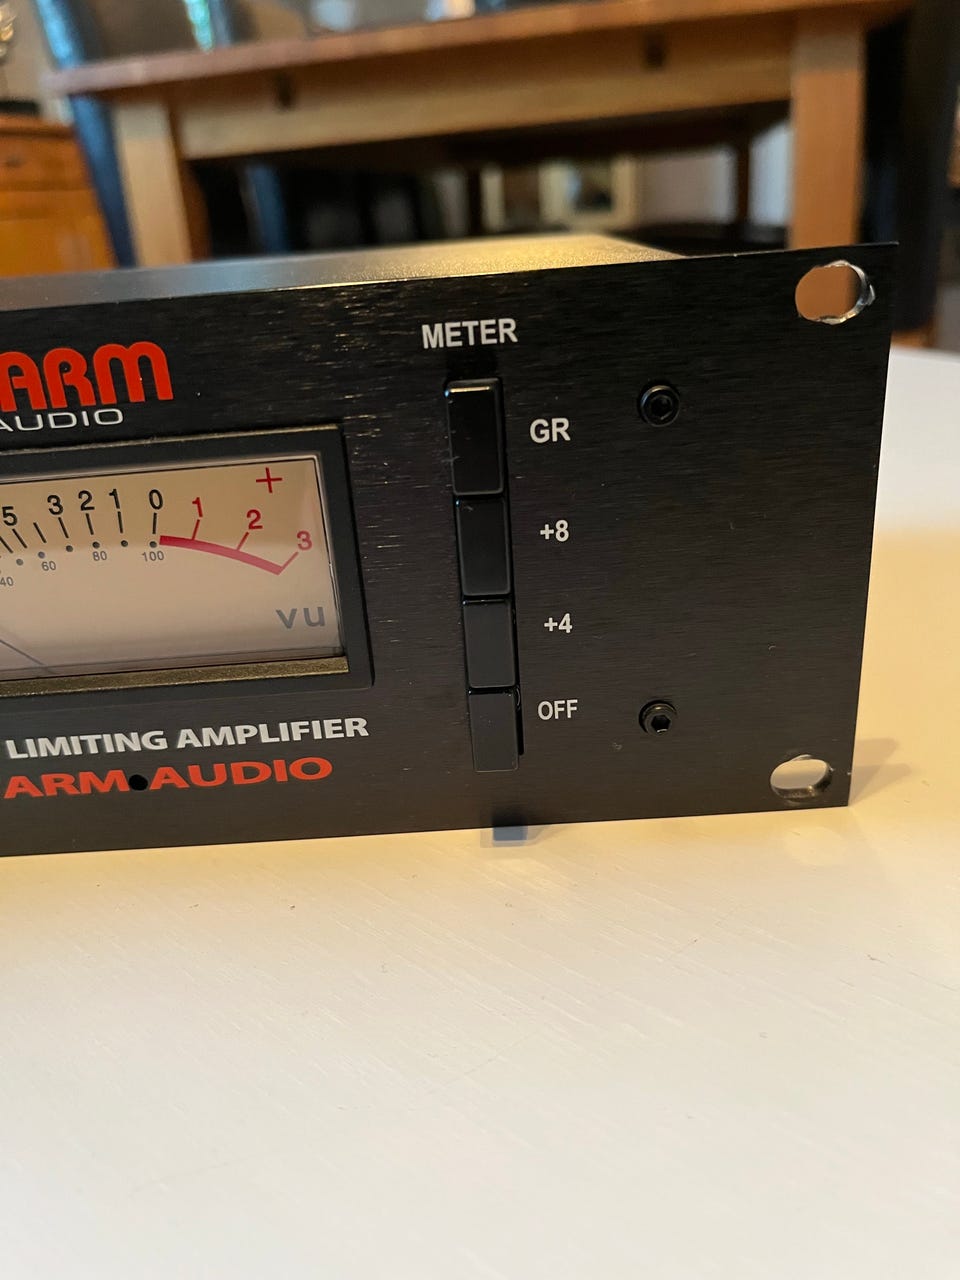 ARM
AUDIO
METER
GR
+8
+4
OFF
5 3 2 1 0 1 2 3 +
40 60 80 100
vu
LIMITING AMPLIFIER
ARM AUDIO